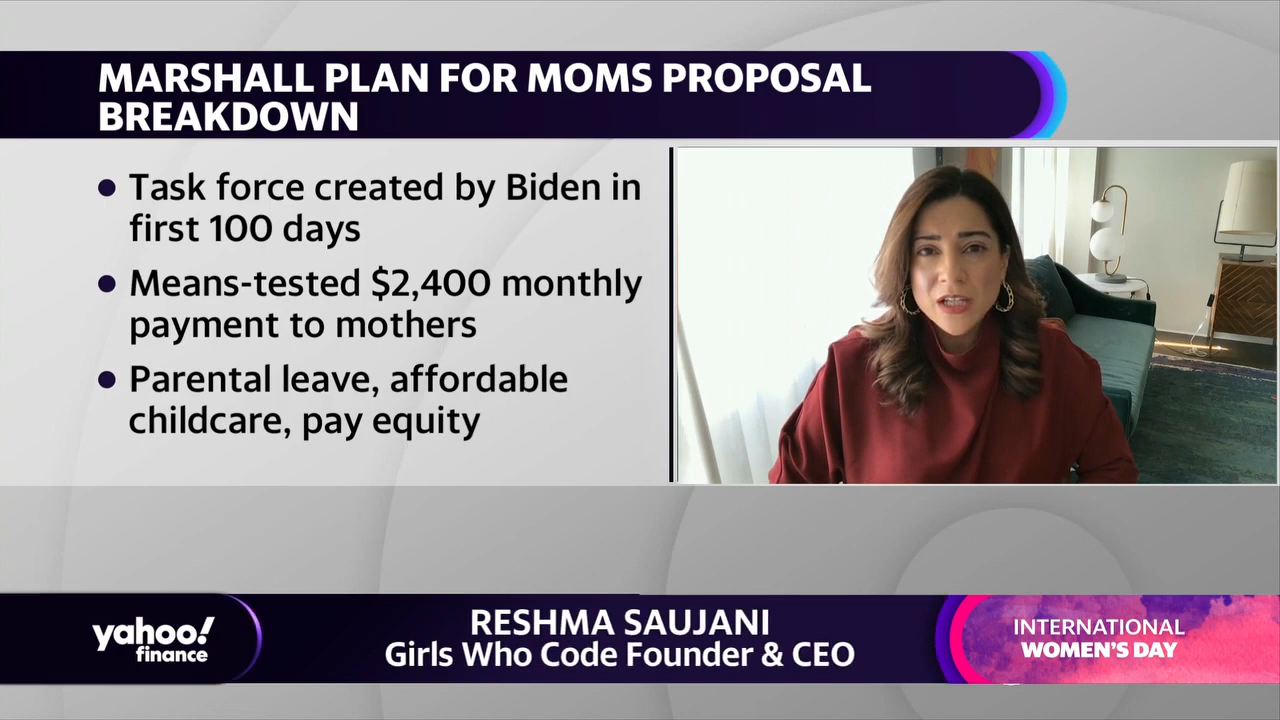 MARSHALL PLAN FOR MOMS PROPOSAL
BREAKDOWN
Task force created by Biden in
first 100 days
Means-tested $2,400 monthly
payment to mothers
Parental leave, affordable
childcare, pay equity
yahoo!
finance
RESHMA SAUJANI
Girls Who Code Founder & CEO
INTERNATIONAL
WOMEN'S DAY